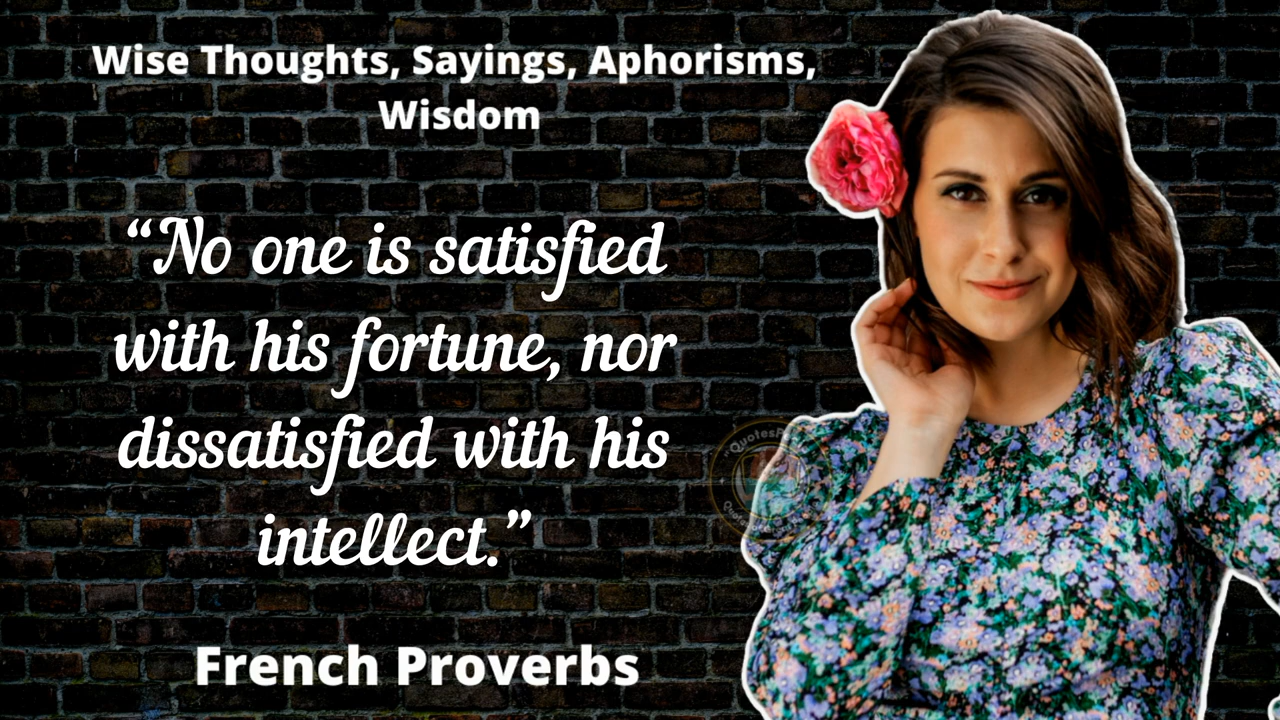 Wise Thoughts, Sayings, Aphorisms,
Wisdom
“No one is satisfied
with his fortune, nor
dissatisfied with his
intellect.”
French Proverbs